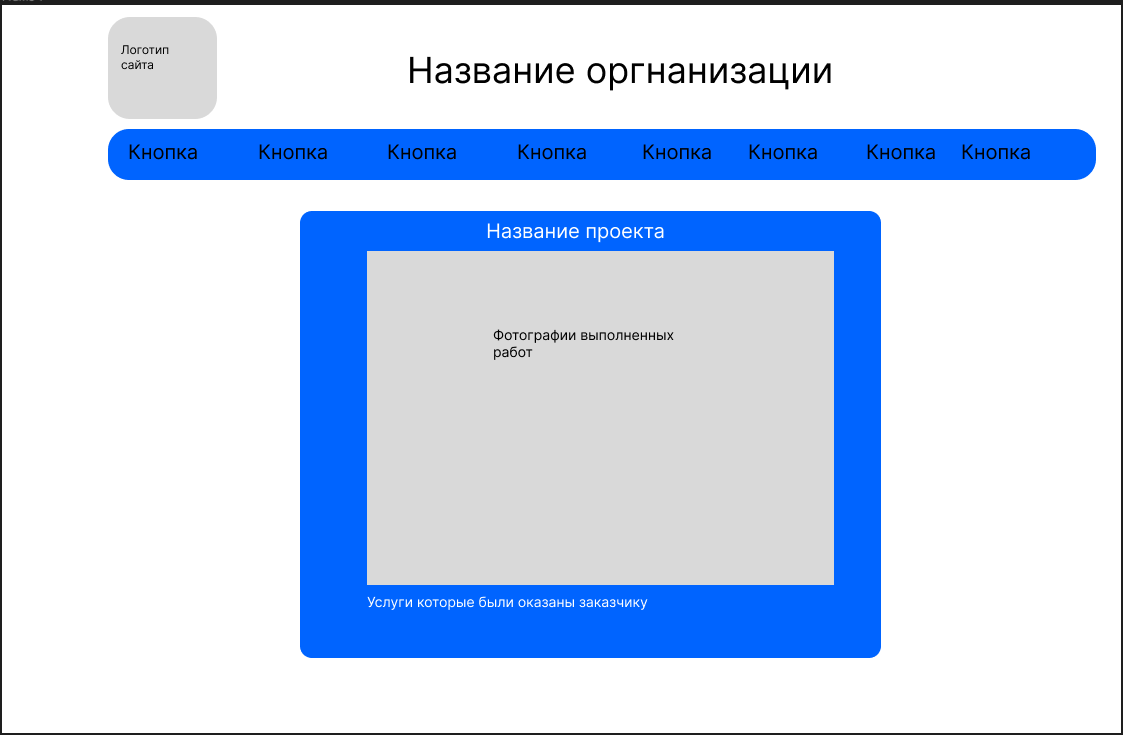 Логотип
сайта
Название оргнанизации
Кнопка Кнопка Кнопка Кнопка Кнопка Кнопка Кнопка Кнопка
Название проекта
Фотографии выполненных
работ
Услуги которые были оказаны заказчику